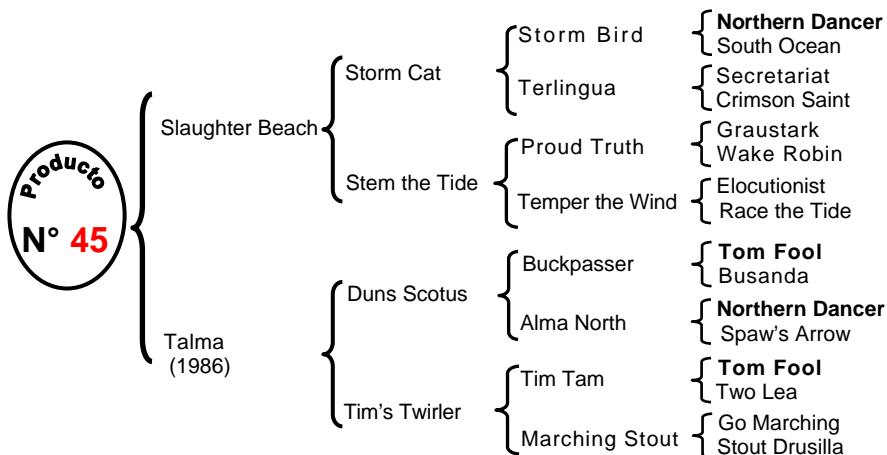 Producto
N° 45
Slaughter Beach
Talma
(1986)
Storm Cat
Stem the Tide
Duns Scotus
Tim's Twirler
Storm Bird
Terlingua
Proud Truth
Temper the Wind
Buckpasser
Alma North
Tim Tam
Marching Stout
Northern Dancer
South Ocean
Secretariat
Crimson Saint
Graustark
Wake Robin
Elocutionist
Race the Tide
Tom Fool
Busanda
Northern Dancer
Spaw's Arrow
Tom Fool
Two Lea
Go Marching
Stout Drusilla